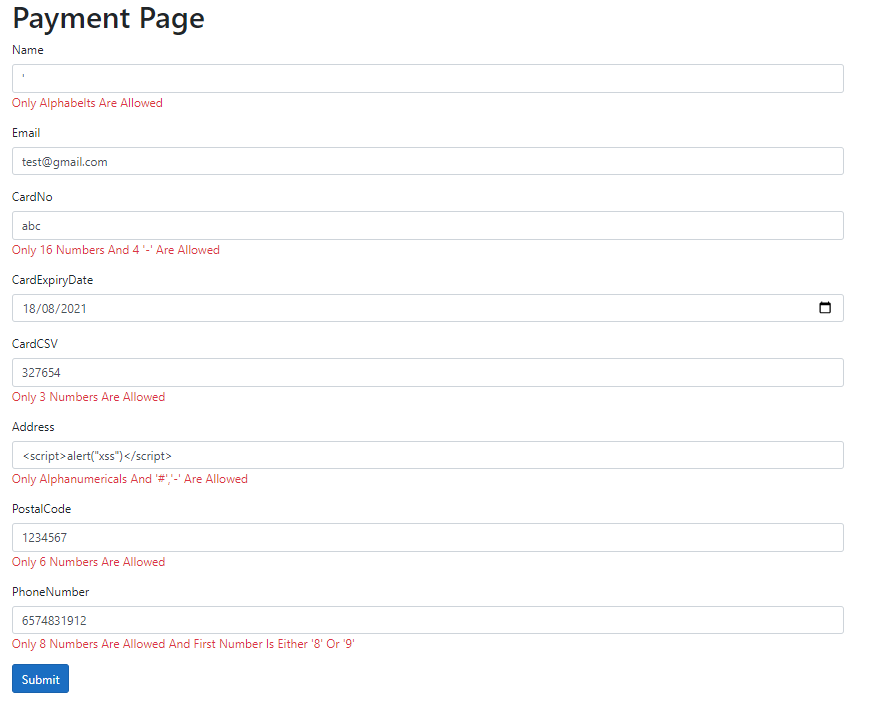 Payment Page
Name
'
Only Alphabelts Are Allowed
Email
test@gmail.com
CardNo
abc
Only 16 Numbers And 4 '-' Are Allowed
CardExpiryDate
18/08/2021
CardCSV
327654
Only 3 Numbers Are Allowed
Address
<script>alert("xss")</script>
Only Alphanumericals And '#','-' Are Allowed
PostalCode
1234567
Only 6 Numbers Are Allowed
PhoneNumber
6574831912
Only 8 Numbers Are Allowed And First Number Is Either '8' Or '9'
Submit